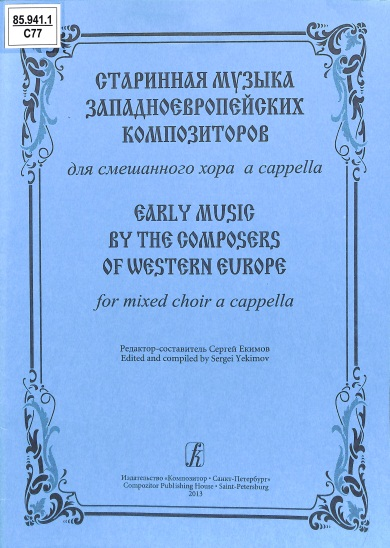 85.941.1
С77
СТАРИННАЯ МУЗЫКА
ЗАПАДНОЕВРОПЕЙСКИХ
КОМПОЗИТОРОВ
для смешанного хора a cappella
EARLY MUSIC
BY THE COMPOSERS
OF WESTERN EUROPE
for mixed choir a cappella
Редактор-составитель Сергей Екимов
Edited and compiled by Sergei Yekimov
Издательство «Композитор • Санкт-Петербург»
Compozitor Publishing House • Saint-Petersburg
2013